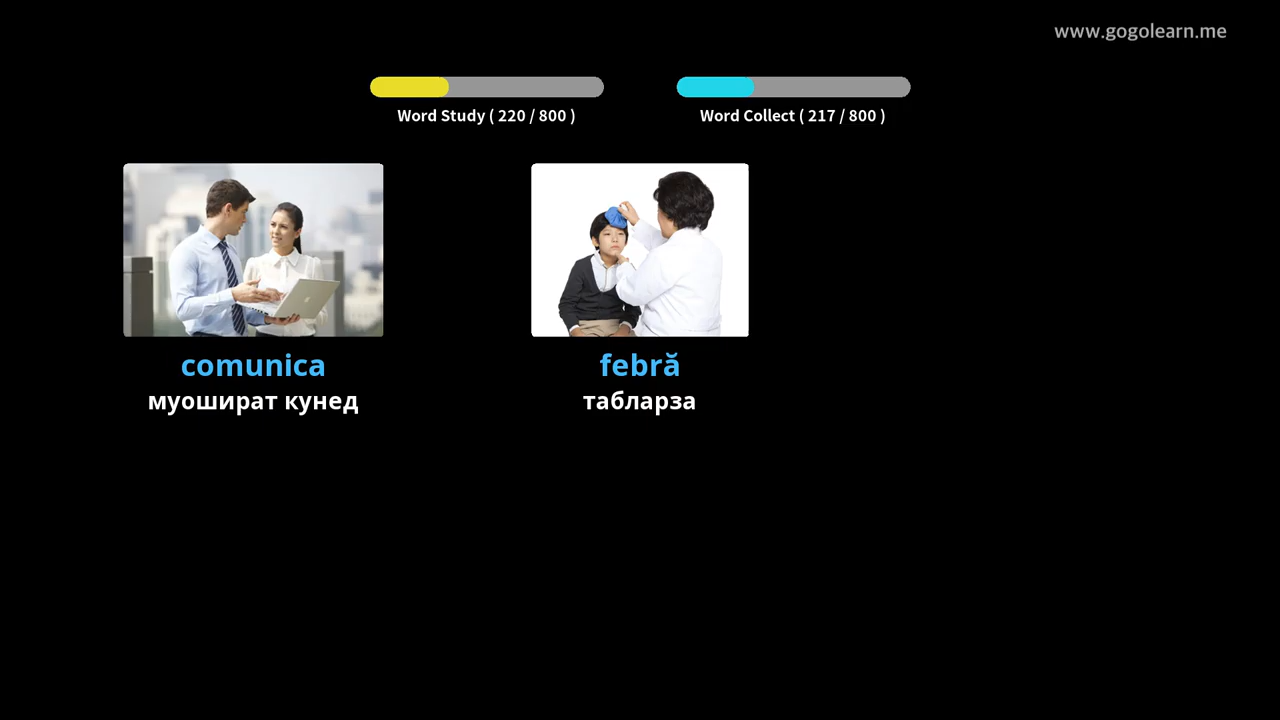 www.gogolearn.me
Word Study ( 220 / 800 )
Word Collect ( 217 / 800 )
comunica
муошират кунед
febră
табларза